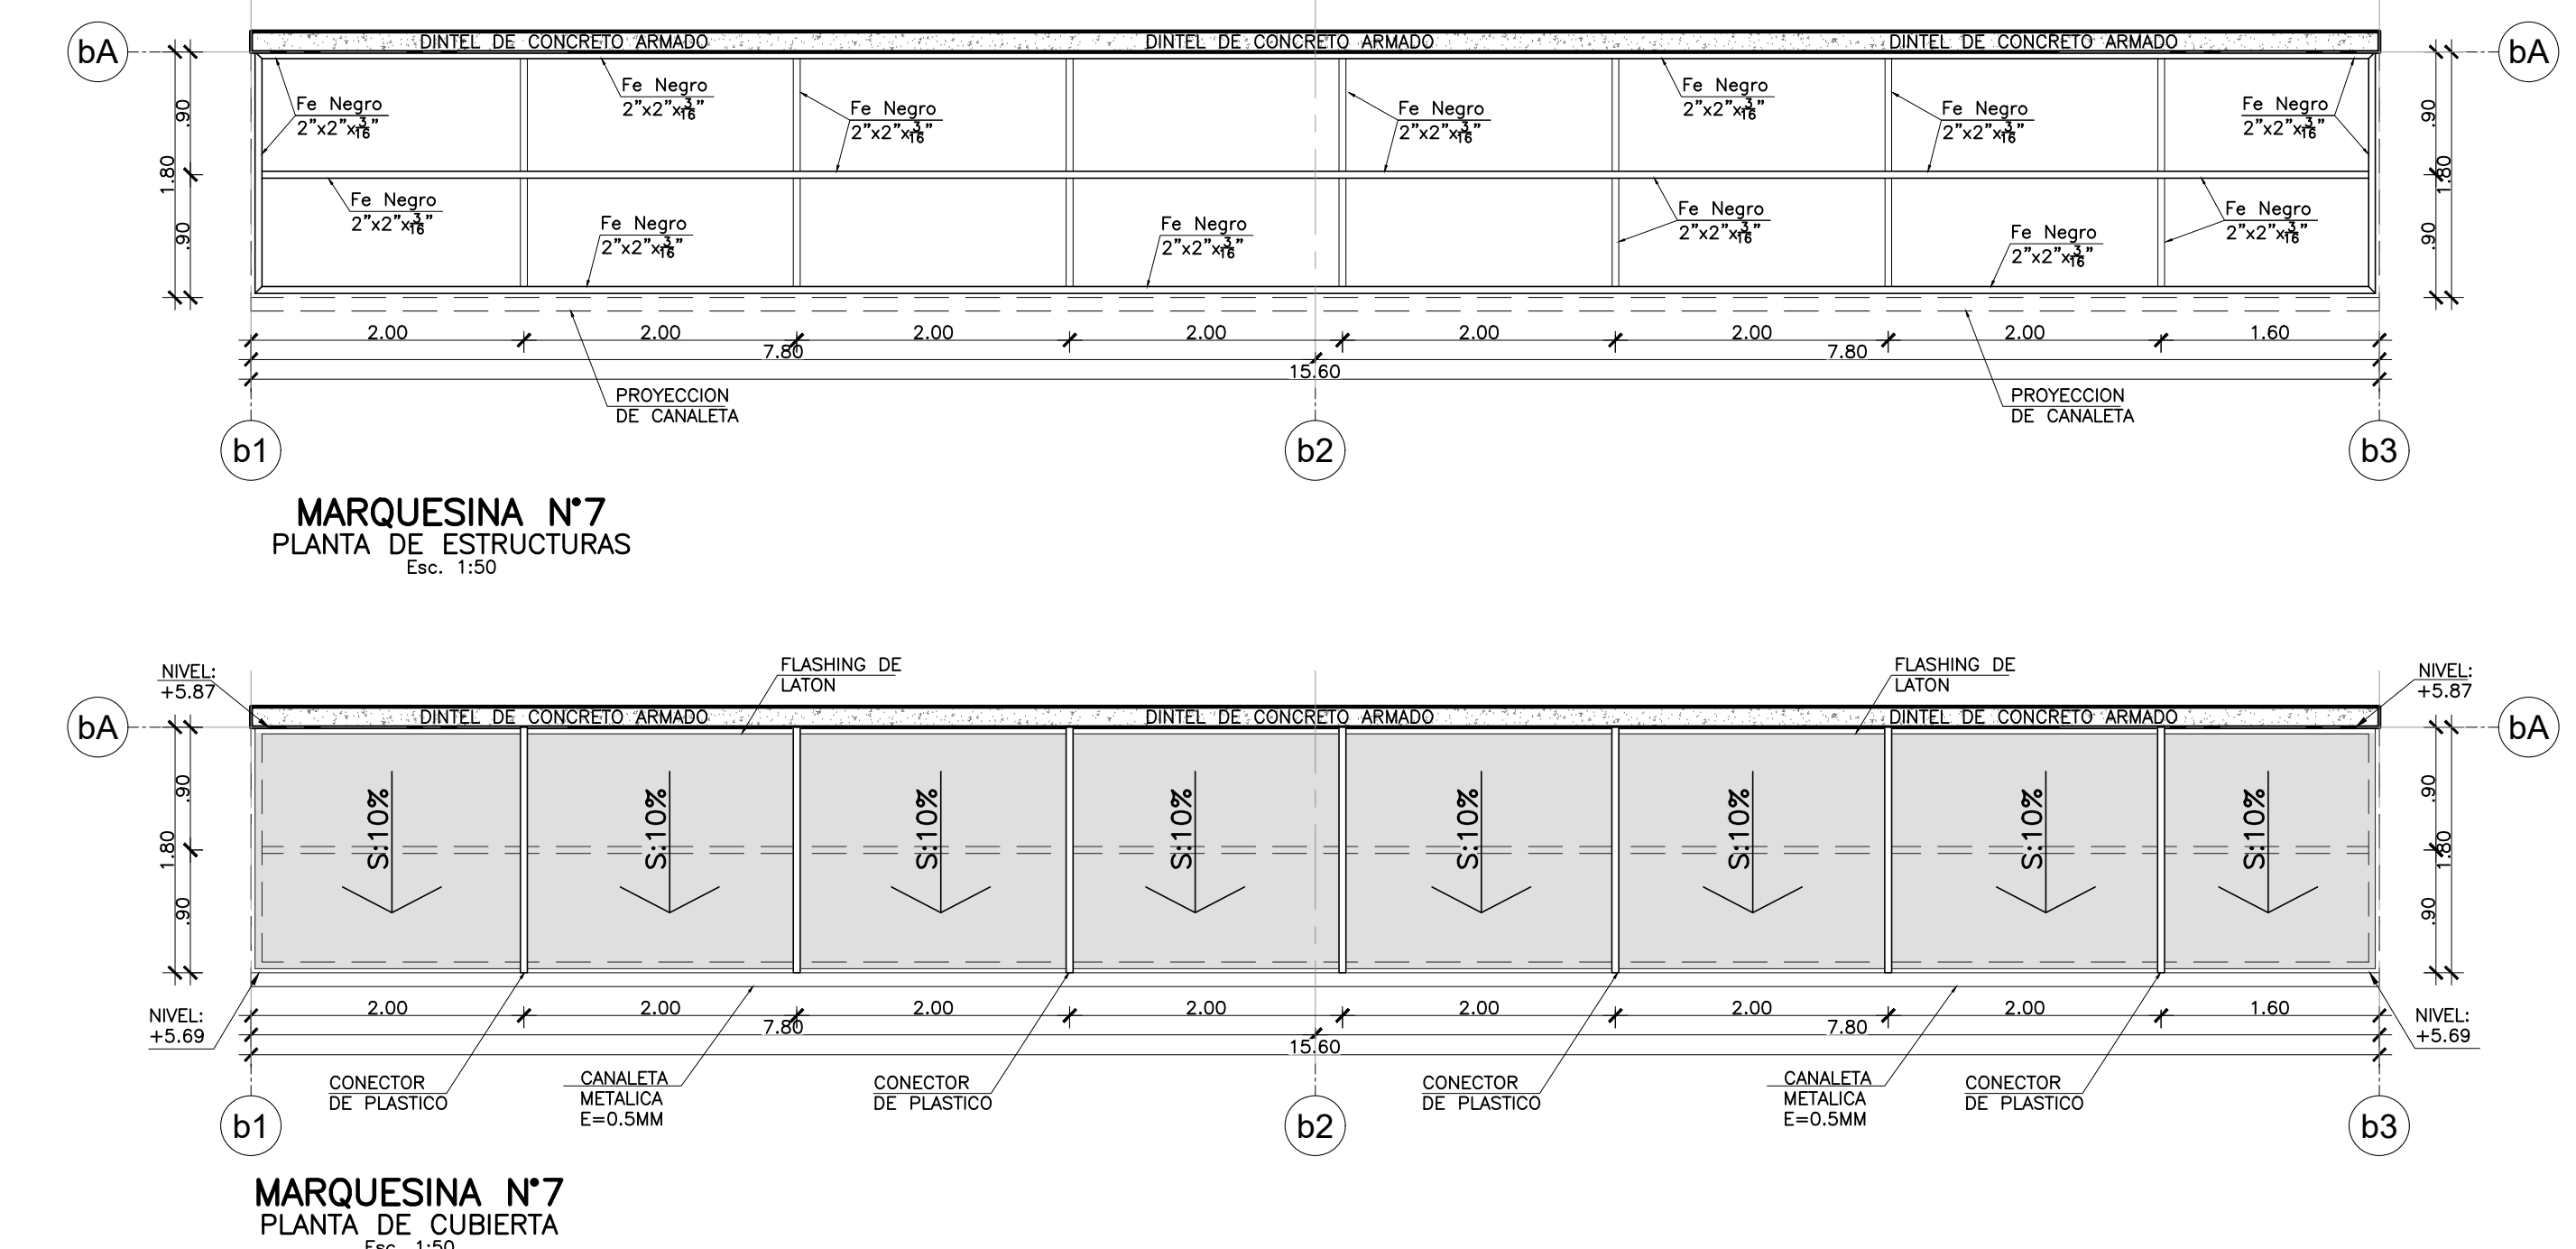 DINTEL DE CONCRETO ARMADO
DINTEL DE CONCRETO ARMADO
DINTEL DE CONCRETO ARMADO
bA
bA
Fe Negro
2"x2"x3/16"
Fe Negro
2"x2"x3/16"
Fe Negro
2"x2"x3/16"
Fe Negro
2"x2"x3/16"
Fe Negro
2"x2"x3/16"
Fe Negro
2"x2"x3/16"
Fe Negro
2"x2"x3/16"
.90
1.80
.90
.90
1.80
.90
Fe Negro
2"x2"x3/16"
Fe Negro
2"x2"x3/16"
Fe Negro
2"x2"x3/16"
Fe Negro
2"x2"x3/16"
Fe Negro
2"x2"x3/16"
Fe Negro
2"x2"x3/16"
2.00
2.00
2.00
2.00
2.00
2.00
2.00
1.60
7.80
7.80
15.60
PROYECCION
DE CANALETA
PROYECCION
DE CANALETA
b1
b2
b3
MARQUESINA N°7
PLANTA DE ESTRUCTURAS
Esc. 1:50
NIVEL:
+5.87
FLASHING DE
LATON
FLASHING DE
LATON
NIVEL:
+5.87
DINTEL DE CONCRETO ARMADO
DINTEL DE CONCRETO ARMADO
DINTEL DE CONCRETO ARMADO
bA
bA
.90
1.80
.90
S:10%
S:10%
S:10%
S:10%
S:10%
S:10%
S:10%
S:10%
.90
1.80
.90
NIVEL:
+5.69
2.00
2.00
2.00
2.00
2.00
2.00
2.00
1.60
7.80
7.80
15.60
NIVEL:
+5.69
CONECTOR
DE PLASTICO
CANALETA
METALICA
E=0.5MM
CONECTOR
DE PLASTICO
CONECTOR
DE PLASTICO
CANALETA
METALICA
E=0.5MM
CONECTOR
DE PLASTICO
b1
b2
b3
MARQUESINA N°7
PLANTA DE CUBIERTA
Esc. 1:50